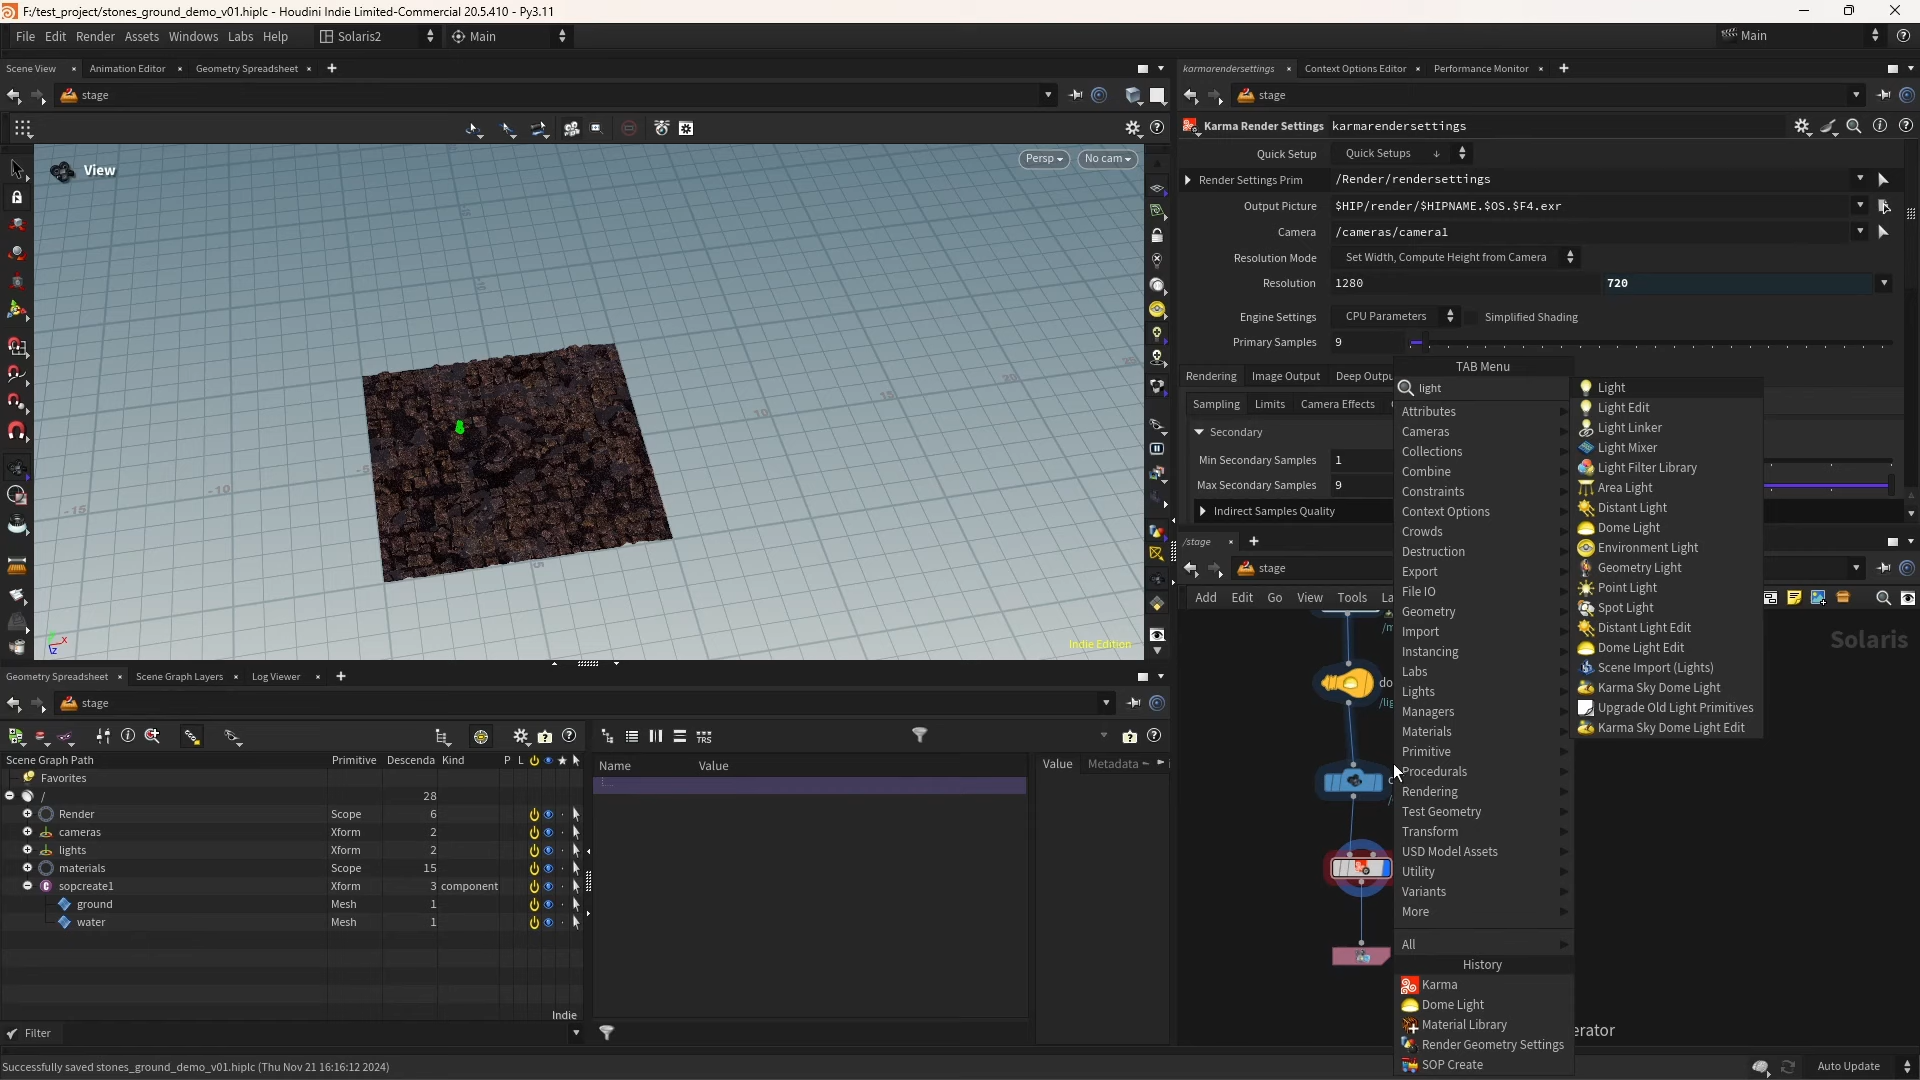 F:/test_project/stones_ground_demo_v01.hiplc - Houdini Indie Limited-Commercial 20.5.410 - Py3.11
File Edit Render Assets Windows Labs Help Solaris2 Main Main
Scene View Animation Editor Geometry Spreadsheet
stage
View
Persp
No cam
Indie Edition
karmarendersettings Context Options Editor Performance Monitor
stage
Karma Render Settings karmarendersettings
Quick Setup Quick Setups
Render Settings Prim /Render/rendersettings
Output Picture $HIP/render/$HIPNAME.$OS.$F4.exr
Camera /cameras/camera1
Resolution Mode Set Width, Compute Height from Camera
Resolution 1280 720
Engine Settings CPU Parameters Simplified Shading
Primary Samples 9
Rendering Image Output Deep Outpu
Sampling Limits Camera Effects
Secondary
Min Secondary Samples 1
Max Secondary Samples 9
Indirect Samples Quality
/stage
stage
Add Edit Go View Tools La
Solaris
TAB Menu
light
Attributes
Cameras
Collections
Combine
Constraints
Context Options
Crowds
Destruction
Export
File IO
Geometry
Import
Instancing
Labs
Lights
Managers
Materials
Primitive
Procedurals
Rendering
Test Geometry
Transform
USD Model Assets
Utility
Variants
More
All
History
Karma
Dome Light
Material Library
Render Geometry Settings
SOP Create
Light
Light Edit
Light Linker
Light Mixer
Light Filter Library
Area Light
Distant Light
Dome Light
Environment Light
Geometry Light
Point Light
Spot Light
Distant Light Edit
Dome Light Edit
Scene Import (Lights)
Karma Sky Dome Light
Upgrade Old Light Primitives
Karma Sky Dome Light Edit
erator
Geometry Spreadsheet Scene Graph Layers Log Viewer
stage
Scene Graph Path Primitive Descenda Kind P L
Favorites
/ 28
Render Scope 6
cameras Xform 2
lights Xform 2
materials Scope 15
sopcreate1 Xform 3 component
ground Mesh 1
water Mesh 1
Indie
Filter
Name Value
Value Metadata
Successfully saved stones_ground_demo_v01.hiplc (Thu Nov 21 16:16:12 2024)
Auto Update